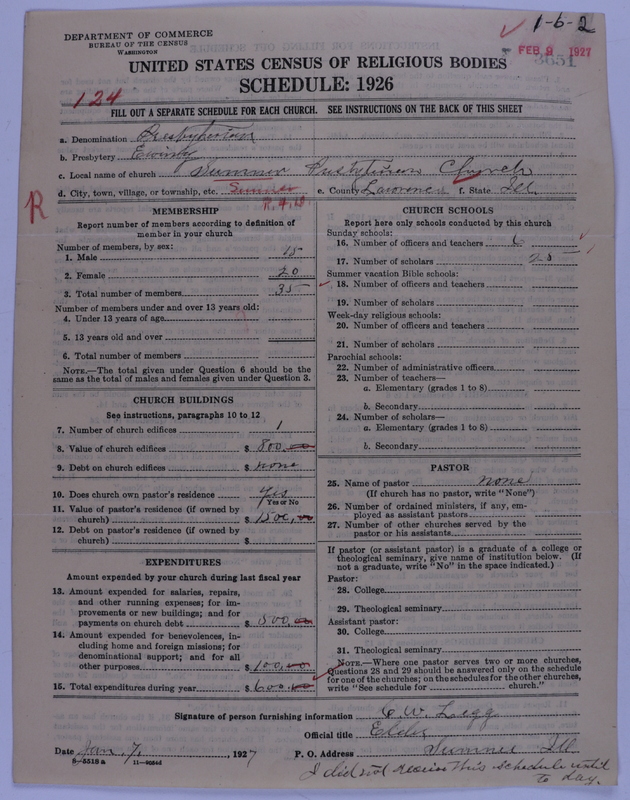 1-6-2
DEPARTMENT OF COMMERCE
BUREAU OF THE CENSUS
WASHINGTON
FEB 9 1927
3651
UNITED STATES CENSUS OF RELIGIOUS BODIES
SCHEDULE: 1926
124
FILL OUT A SEPARATE SCHEDULE FOR EACH CHURCH. SEE INSTRUCTIONS ON THE BACK OF THIS SHEET
a. Denomination Presbyterian
b. Presbytery Ewing
c. Local name of church Sumner Presbyterian Church
d. City, town, village, or township, etc. Sumner e. County Lawrence f. State Ill.
R
MEMBERSHIP
Report number of members according to definition of member in your church
Number of members, by sex:
1. Male 15
2. Female 20
3. Total number of members 35
Number of members under and over 13 years old:
4. Under 13 years of age
5. 13 years old and over
6. Total number of members
NOTE.—The total given under Question 6 should be the
same as the total of males and females given under Question 3.
CHURCH BUILDINGS
See instructions, paragraphs 10 to 12
7. Number of church edifices 1
8. Value of church edifices $ 800.00
9. Debt on church edifices $ none
10. Does church own pastor's residence yes
Yes or No
11. Value of pastor's residence (if owned by
church) $ 1500.00
12. Debt on pastor's residence (if owned by
church) $
EXPENDITURES
Amount expended by your church during last fiscal year
13. Amount expended for salaries, repairs,
and other running expenses; for im-
provements or new buildings; and for
payments on church debt $ 500.00
14. Amount expended for benevolences, in-
cluding home and foreign missions; for
denominational support; and for all
other purposes $ 100.00
15. Total expenditures during year $ 600.00
CHURCH SCHOOLS
Report here only schools conducted by this church
Sunday schools:
16. Number of officers and teachers 6
17. Number of scholars 25
Summer vacation Bible schools:
18. Number of officers and teachers
19. Number of scholars
Week-day religious schools:
20. Number of officers and teachers
21. Number of scholars
Parochial schools:
22. Number of administrative officers
23. Number of teachers—
a. Elementary (grades 1 to 8)
b. Secondary
24. Number of scholars—
a. Elementary (grades 1 to 8)
b. Secondary
PASTOR
25. Name of pastor none
(If church has no pastor, write "None")
26. Number of ordained ministers, if any, em-
ployed as assistant pastors
27. Number of other churches served by the
pastor or his assistants
If pastor (or assistant pastor) is a graduate of a college or
theological seminary, give name of institution below. (If
not a graduate, write "No" in the space indicated.)
Pastor:
28. College
29. Theological seminary
Assistant pastor:
30. College
31. Theological seminary
NOTE.—Where one pastor serves two or more churches,
Questions 28 and 29 should be answered only on the schedule
for one of the churches; on the schedules for the other churches,
write "See schedule for church."
Signature of person furnishing information C. W. Legg
Official title Elder
Date Jan. 7, 1927 P. O. Address Sumner Ill
8-5518 a
I did not receive this schedule until
to day.